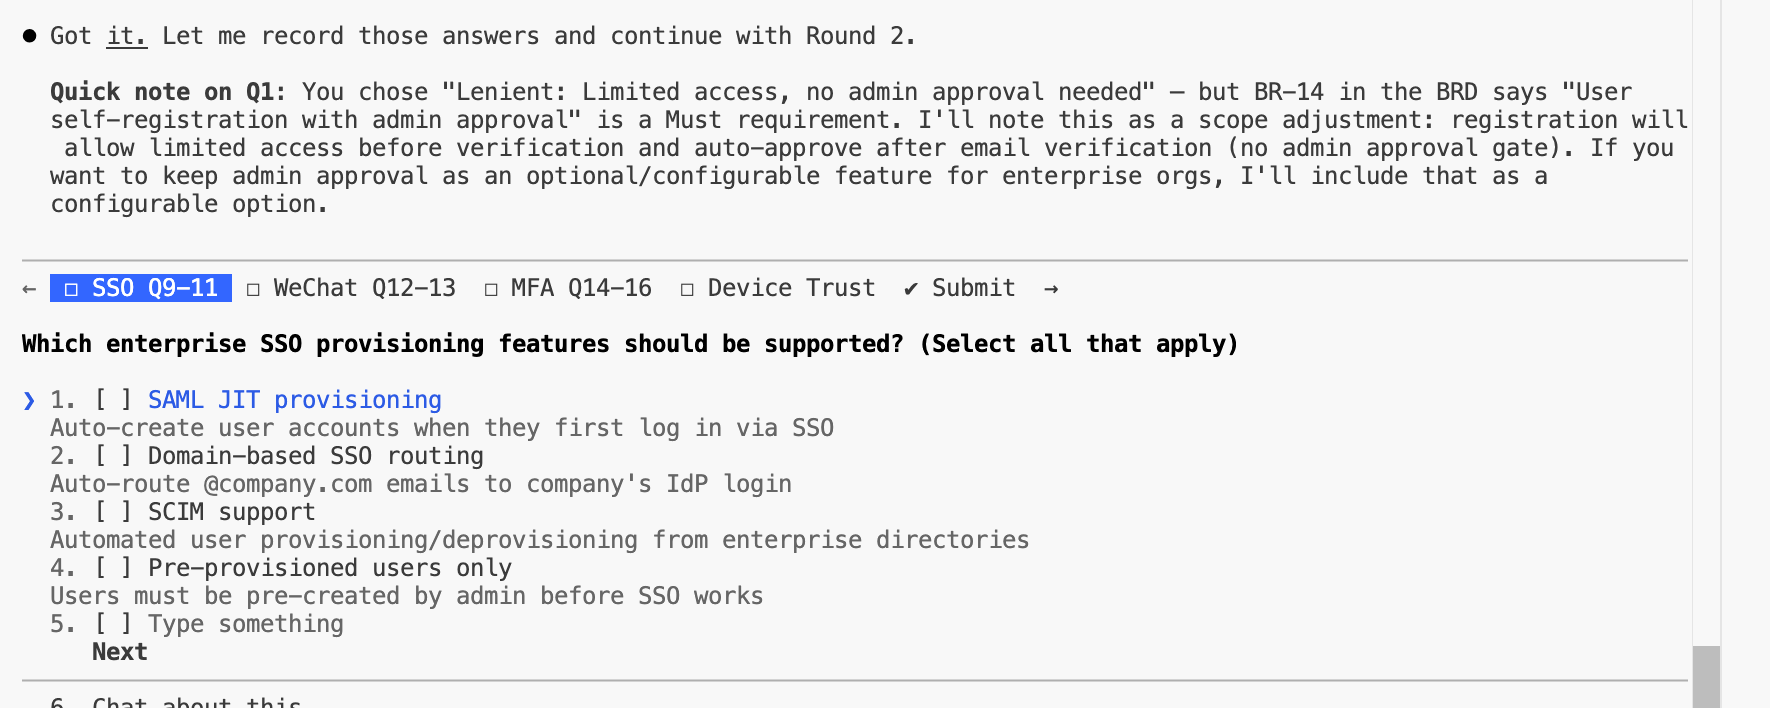 ● Got it. Let me record those answers and continue with Round 2.
Quick note on Q1: You chose "Lenient: Limited access, no admin approval needed" — but BR-14 in the BRD says "User
self-registration with admin approval" is a Must requirement. I'll note this as a scope adjustment: registration will
allow limited access before verification and auto-approve after email verification (no admin approval gate). If you
want to keep admin approval as an optional/configurable feature for enterprise orgs, I'll include that as a
configurable option.
← □ SSO Q9-11 □ WeChat Q12-13 □ MFA Q14-16 □ Device Trust ✔ Submit →
Which enterprise SSO provisioning features should be supported? (Select all that apply)
❯ 1. [ ] SAML JIT provisioning
Auto-create user accounts when they first log in via SSO
2. [ ] Domain-based SSO routing
Auto-route @company.com emails to company's IdP login
3. [ ] SCIM support
Automated user provisioning/deprovisioning from enterprise directories
4. [ ] Pre-provisioned users only
Users must be pre-created by admin before SSO works
5. [ ] Type something
Next
6. Chat about this